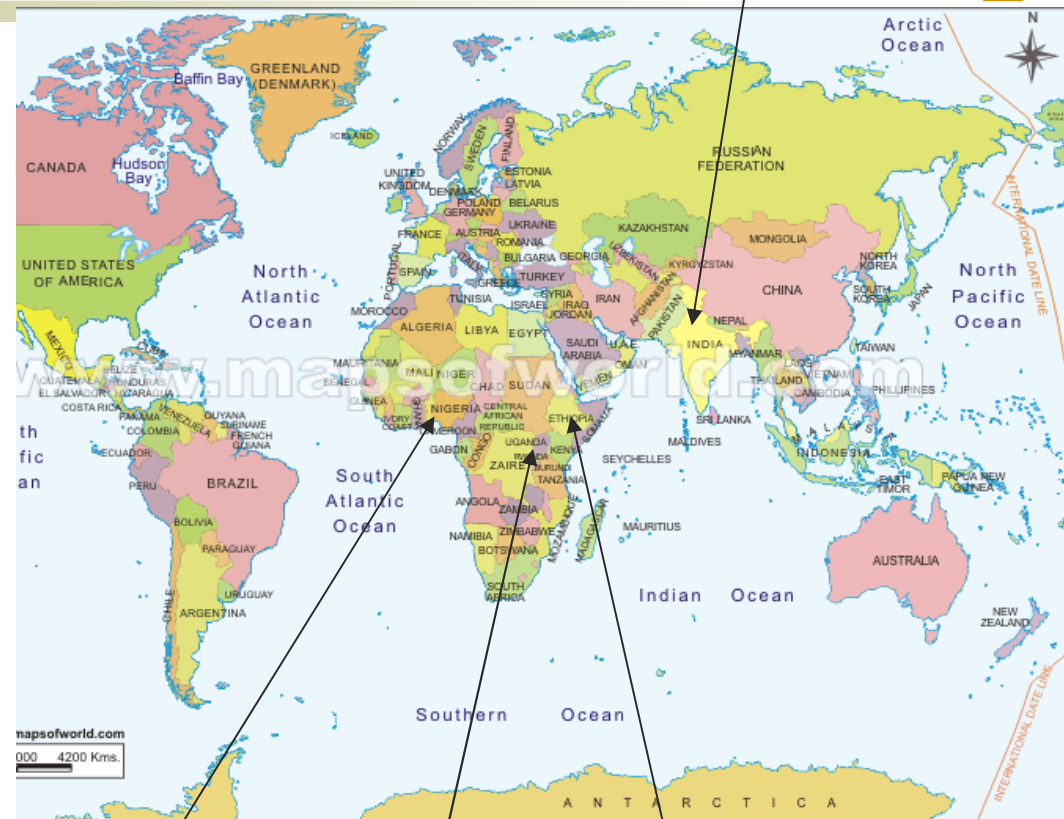 Arctic
Ocean
N
Baffin Bay
GREENLAND
(DENMARK)
ICELAND
CANADA
Hudson
Bay
NORWAY
SWEDEN
FINLAND
RUSSIAN
FEDERATION
UNITED
KINGDOM
DENMARK
ESTONIA
LATVIA
POLAND
BELARUS
GERMANY
UKRAINE
FRANCE
AUSTRIA
ROMANIA
KAZAKHSTAN
MONGOLIA
INTERNATIONAL DATE LINE
UNITED STATES
OF AMERICA
PORTUGAL
SPAIN
ITALY
BULGARIA
GEORGIA
UZBEKISTAN
KYRGYZSTAN
NORTH
KOREA
SOUTH
KOREA
JAPAN
North
Atlantic
Ocean
North
Pacific
Ocean
GREECE
TURKEY
TUNISIA
SYRIA
ISRAEL
IRAQ
JORDAN
IRAN
AFGHANISTAN
PAKISTAN
CHINA
MOROCCO
ALGERIA
LIBYA
EGYPT
SAUDI
ARABIA
U.A.E.
OMAN
NEPAL
INDIA
MYANMAR
TAIWAN
MEXICO
CUBA
www.mapsofworld.com
MAURITANIA
MALI
NIGER
CHAD
SUDAN
YEMEN
LAOS
VIETNAM
THAILAND
CAMBODIA
PHILLIPINES
BELIZE
GUATEMALA
HONDURAS
EL SALVADOR
NICARAGUA
COSTA RICA
PANAMA
VENEZUELA
GUYANA
SURINAME
FRENCH
GUIANA
COLOMBIA
SENEGAL
GUINEA
IVORY
COAST
GHANA
NIGERIA
CENTRAL
AFRICAN
REPUBLIC
ETHIOPIA
SOMALIA
SRI LANKA
MALDIVES
MALAYSIA
th
fic
an
ECUADOR
PERU
BRAZIL
South
Atlantic
Ocean
CAMEROON
GABON
CONGO
UGANDA
RWANDA
KENYA
BURUNDI
ZAIRE
TANZANIA
SEYCHELLES
INDONESIA
EAST
TIMOR
PAPUA NEW
GUINEA
BOLIVIA
PARAGUAY
ANGOLA
ZAMBIA
ZIMBABWE
MOZAMBIQUE
MADAGASCAR
MAURITIUS
NAMIBIA
BOTSWANA
SOUTH
AFRICA
AUSTRALIA
CHILE
URUGUAY
ARGENTINA
Indian Ocean
NEW
ZEALAND
Southern Ocean
INTERNATIONAL DATE LINE
mapsofworld.com
000 4200 Kms.
ANTARCTICA